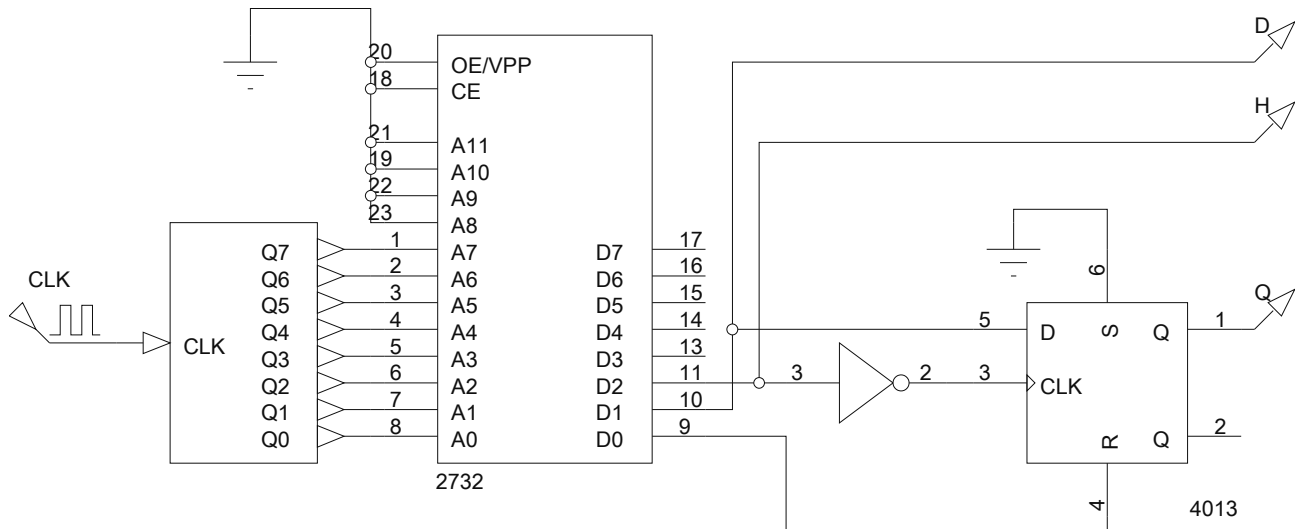 D
20
OE/VPP
18
CE
H
21
A11
19
A10
22
A9
23
A8
Q7
1
A7
D7
17
Q6
2
A6
D6
16
6
CLK
Q5
3
A5
D5
15
Q
Q4
4
A4
D4
14
5
D
S
Q
1
CLK
Q3
5
A3
D3
13
Q2
6
A2
D2
11
3
2
3
CLK
Q1
7
A1
D1
10
Q0
8
A0
D0
9
R
Q
2
2732
4
4013